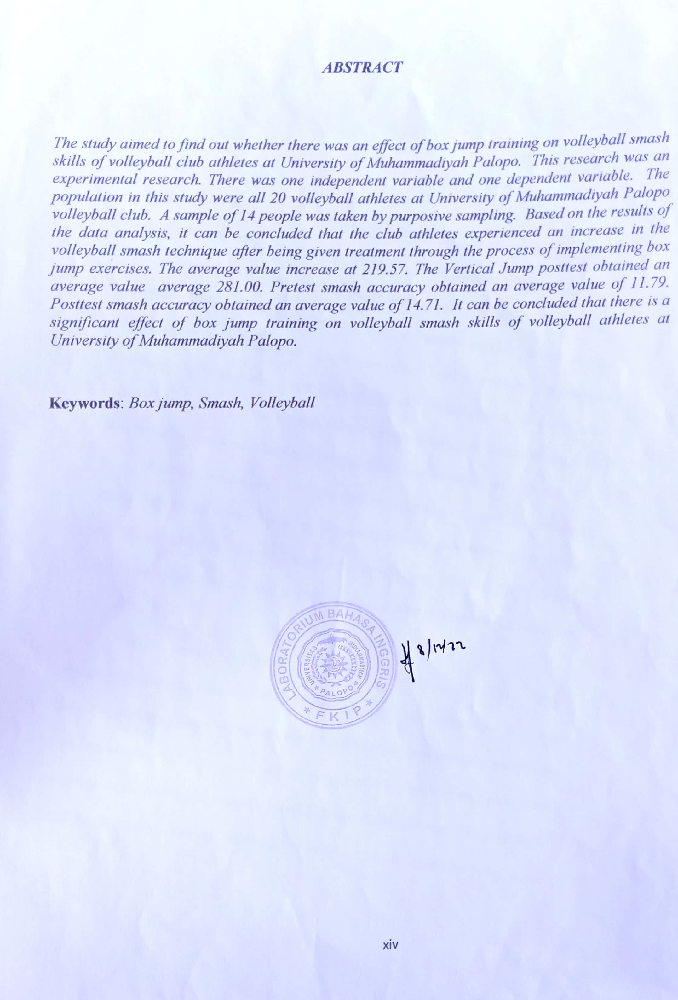 ABSTRACT
The study aimed to find out whether there was an effect of box jump training on volleyball smash
skills of volleyball club athletes at University of Muhammadiyah Palopo. This research was an
experimental research. There was one independent variable and one dependent variable. The
population in this study were all 20 volleyball athletes at University of Muhammadiyah Palopo
volleyball club. A sample of 14 people was taken by purposive sampling. Based on the results of
the data analysis, it can be concluded that the club athletes experienced an increase in the
volleyball smash technique after being given treatment through the process of implementing box
jump exercises. The average value increase at 219.57. The Vertical Jump posttest obtained an
average value average 281.00. Pretest smash accuracy obtained an average value of 11.79.
Posttest smash accuracy obtained an average value of 14.71. It can be concluded that there is a
significant effect of box jump training on volleyball smash skills of volleyball athletes at
University of Muhammadiyah Palopo.
Keywords: Box jump, Smash, Volleyball
LABORATORIUM BAHASA INGGRIS
UNIVERSITAS MUHAMMADIYAH
* PALOPO *
* FKIP *
8/12/22
xiv